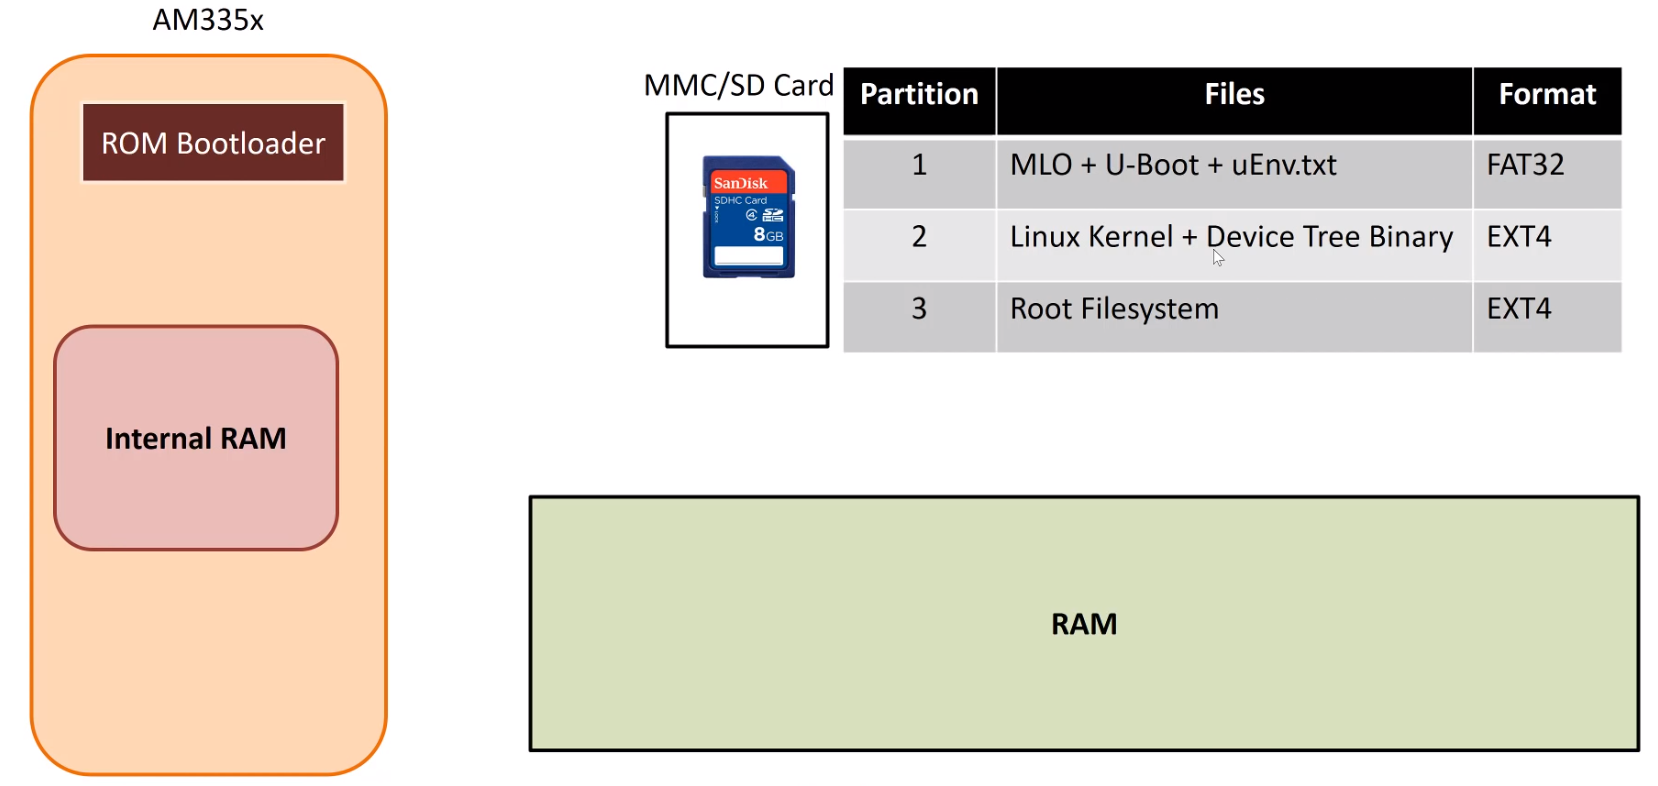 AM335x
ROM Bootloader
Internal RAM
MMC/SD Card
SanDisk
SDHC Card
4
8GB
Partition Files Format
1 MLO + U-Boot + uEnv.txt FAT32
2 Linux Kernel + Device Tree Binary EXT4
3 Root Filesystem EXT4
RAM